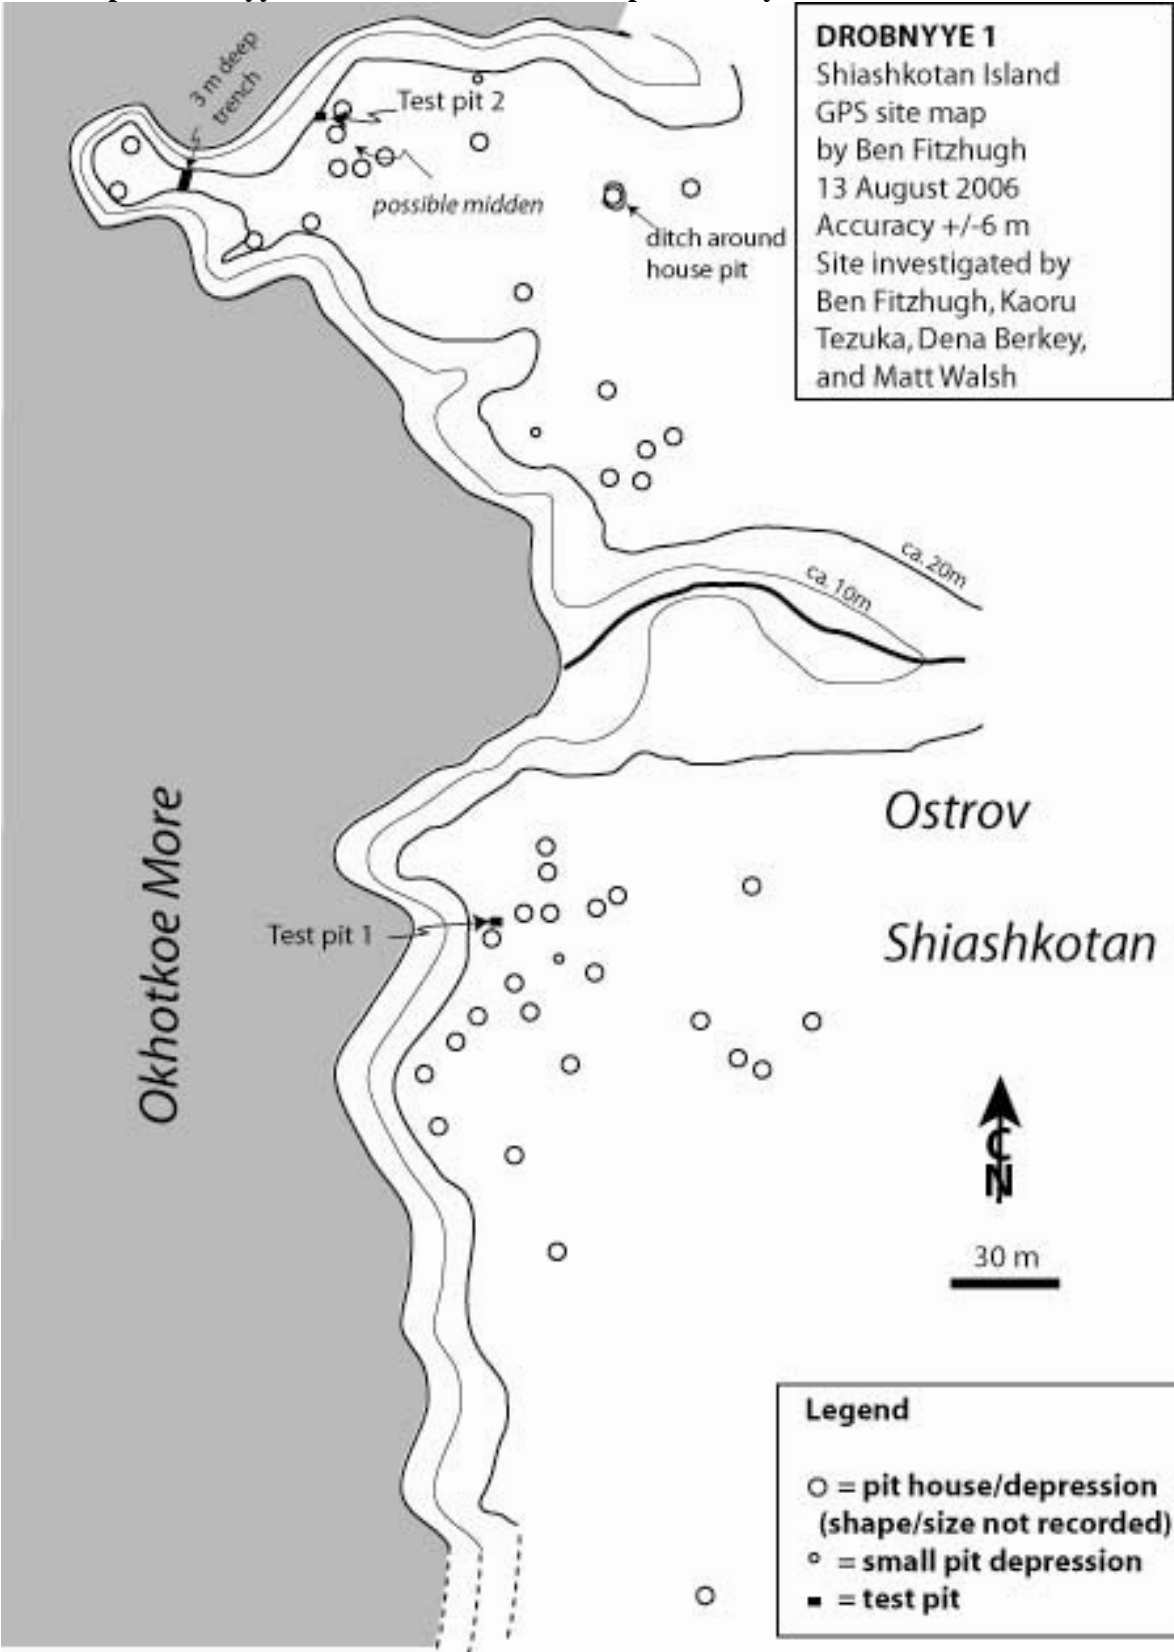 DROBNYYE 1
Shiashkotan Island
GPS site map
by Ben Fitzhugh
13 August 2006
Accuracy +/-6 m
Site investigated by
Ben Fitzhugh, Kaoru
Tezuka, Dena Berkey,
and Matt Walsh
3 m deep
trench
Test pit 2
possible midden
ditch around
house pit
ca. 20m
ca. 10m
Okhotkoe More
Ostrov
Shiashkotan
Test pit 1
N
30 m
Legend
O = pit house/depression
(shape/size not recorded)
o = small pit depression
= test pit